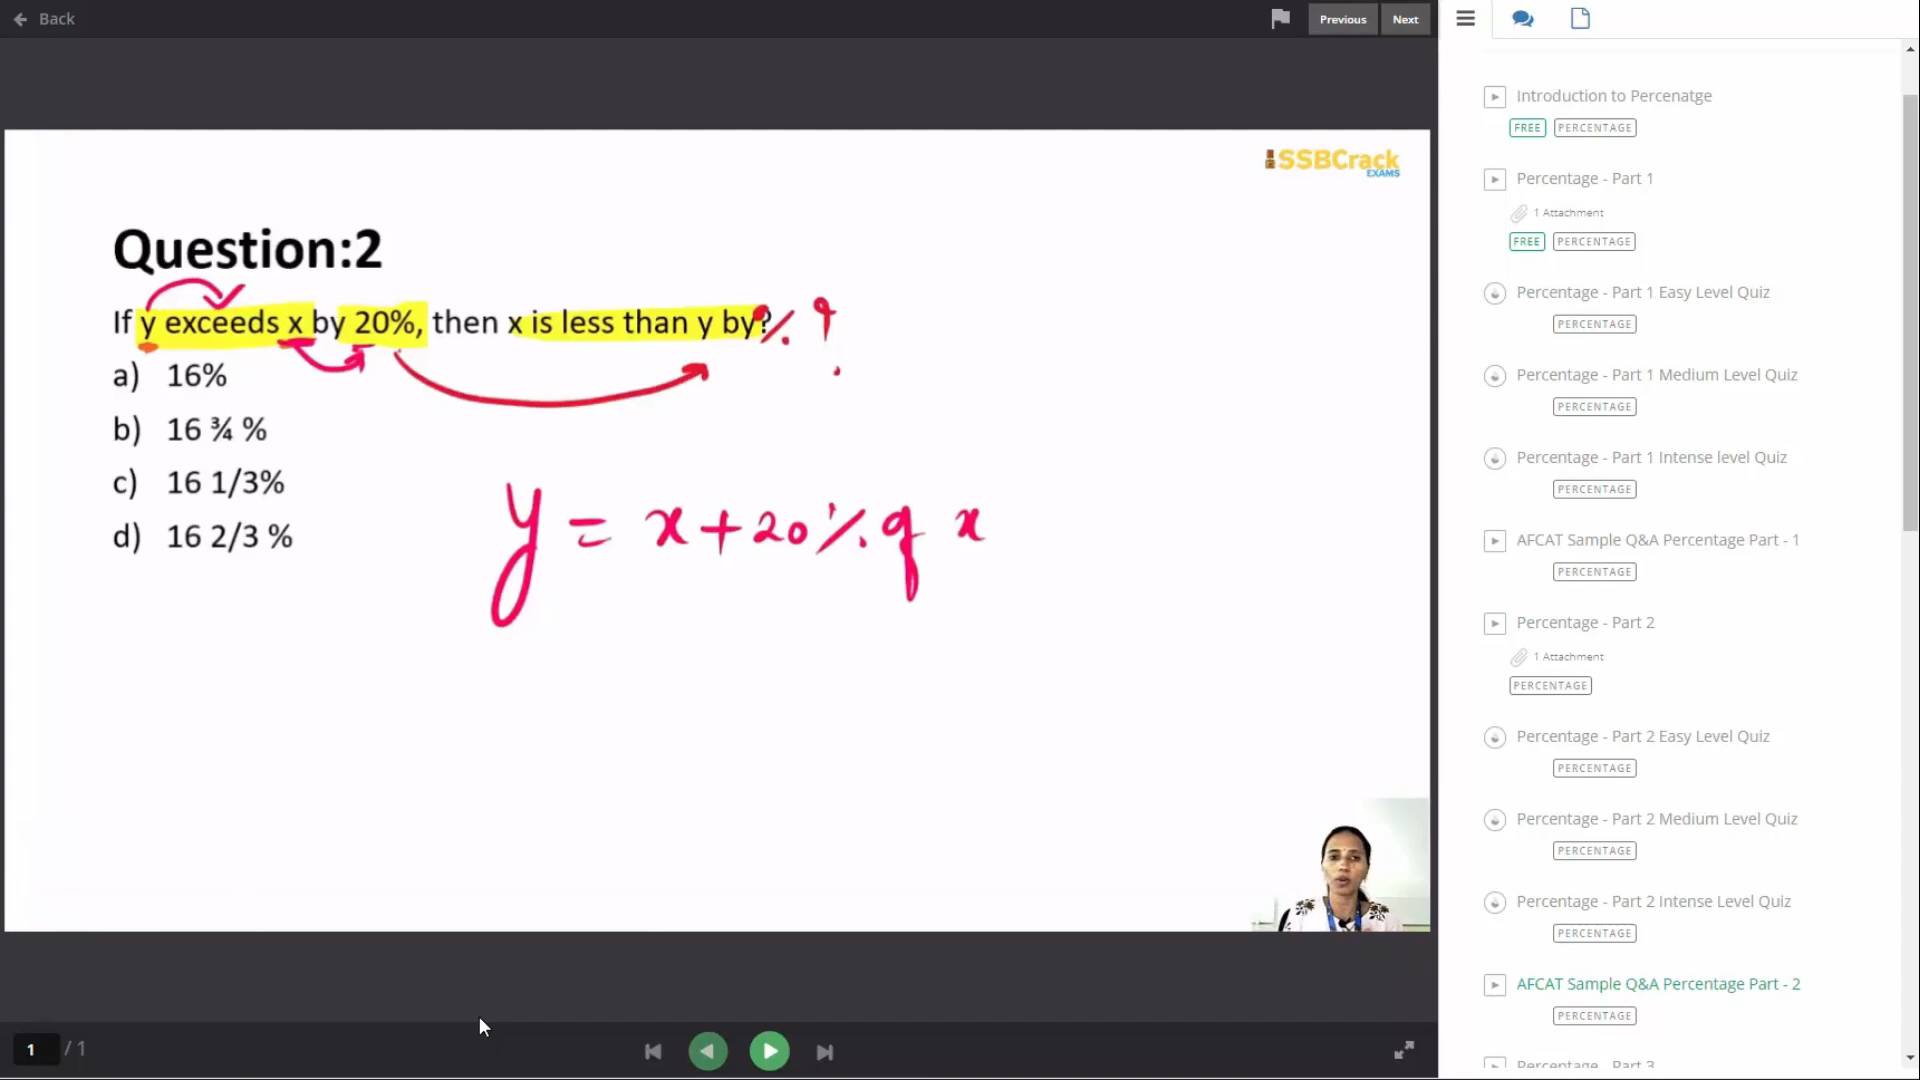 Back
Previous
Next
SSBCrack
EXAMS
Question:2
If y exceeds x by 20%, then x is less than y by? % ?
a) 16%
b) 16 ¾ %
c) 16 1/3%
d) 16 2/3 %
y = x + 20% of x
1 / 1
Introduction to Percenatge
FREE PERCENTAGE
Percentage - Part 1
1 Attachment
FREE PERCENTAGE
Percentage - Part 1 Easy Level Quiz
PERCENTAGE
Percentage - Part 1 Medium Level Quiz
PERCENTAGE
Percentage - Part 1 Intense level Quiz
PERCENTAGE
AFCAT Sample Q&A Percentage Part - 1
PERCENTAGE
Percentage - Part 2
1 Attachment
PERCENTAGE
Percentage - Part 2 Easy Level Quiz
PERCENTAGE
Percentage - Part 2 Medium Level Quiz
PERCENTAGE
Percentage - Part 2 Intense Level Quiz
PERCENTAGE
AFCAT Sample Q&A Percentage Part - 2
PERCENTAGE
Percentage - Part 3